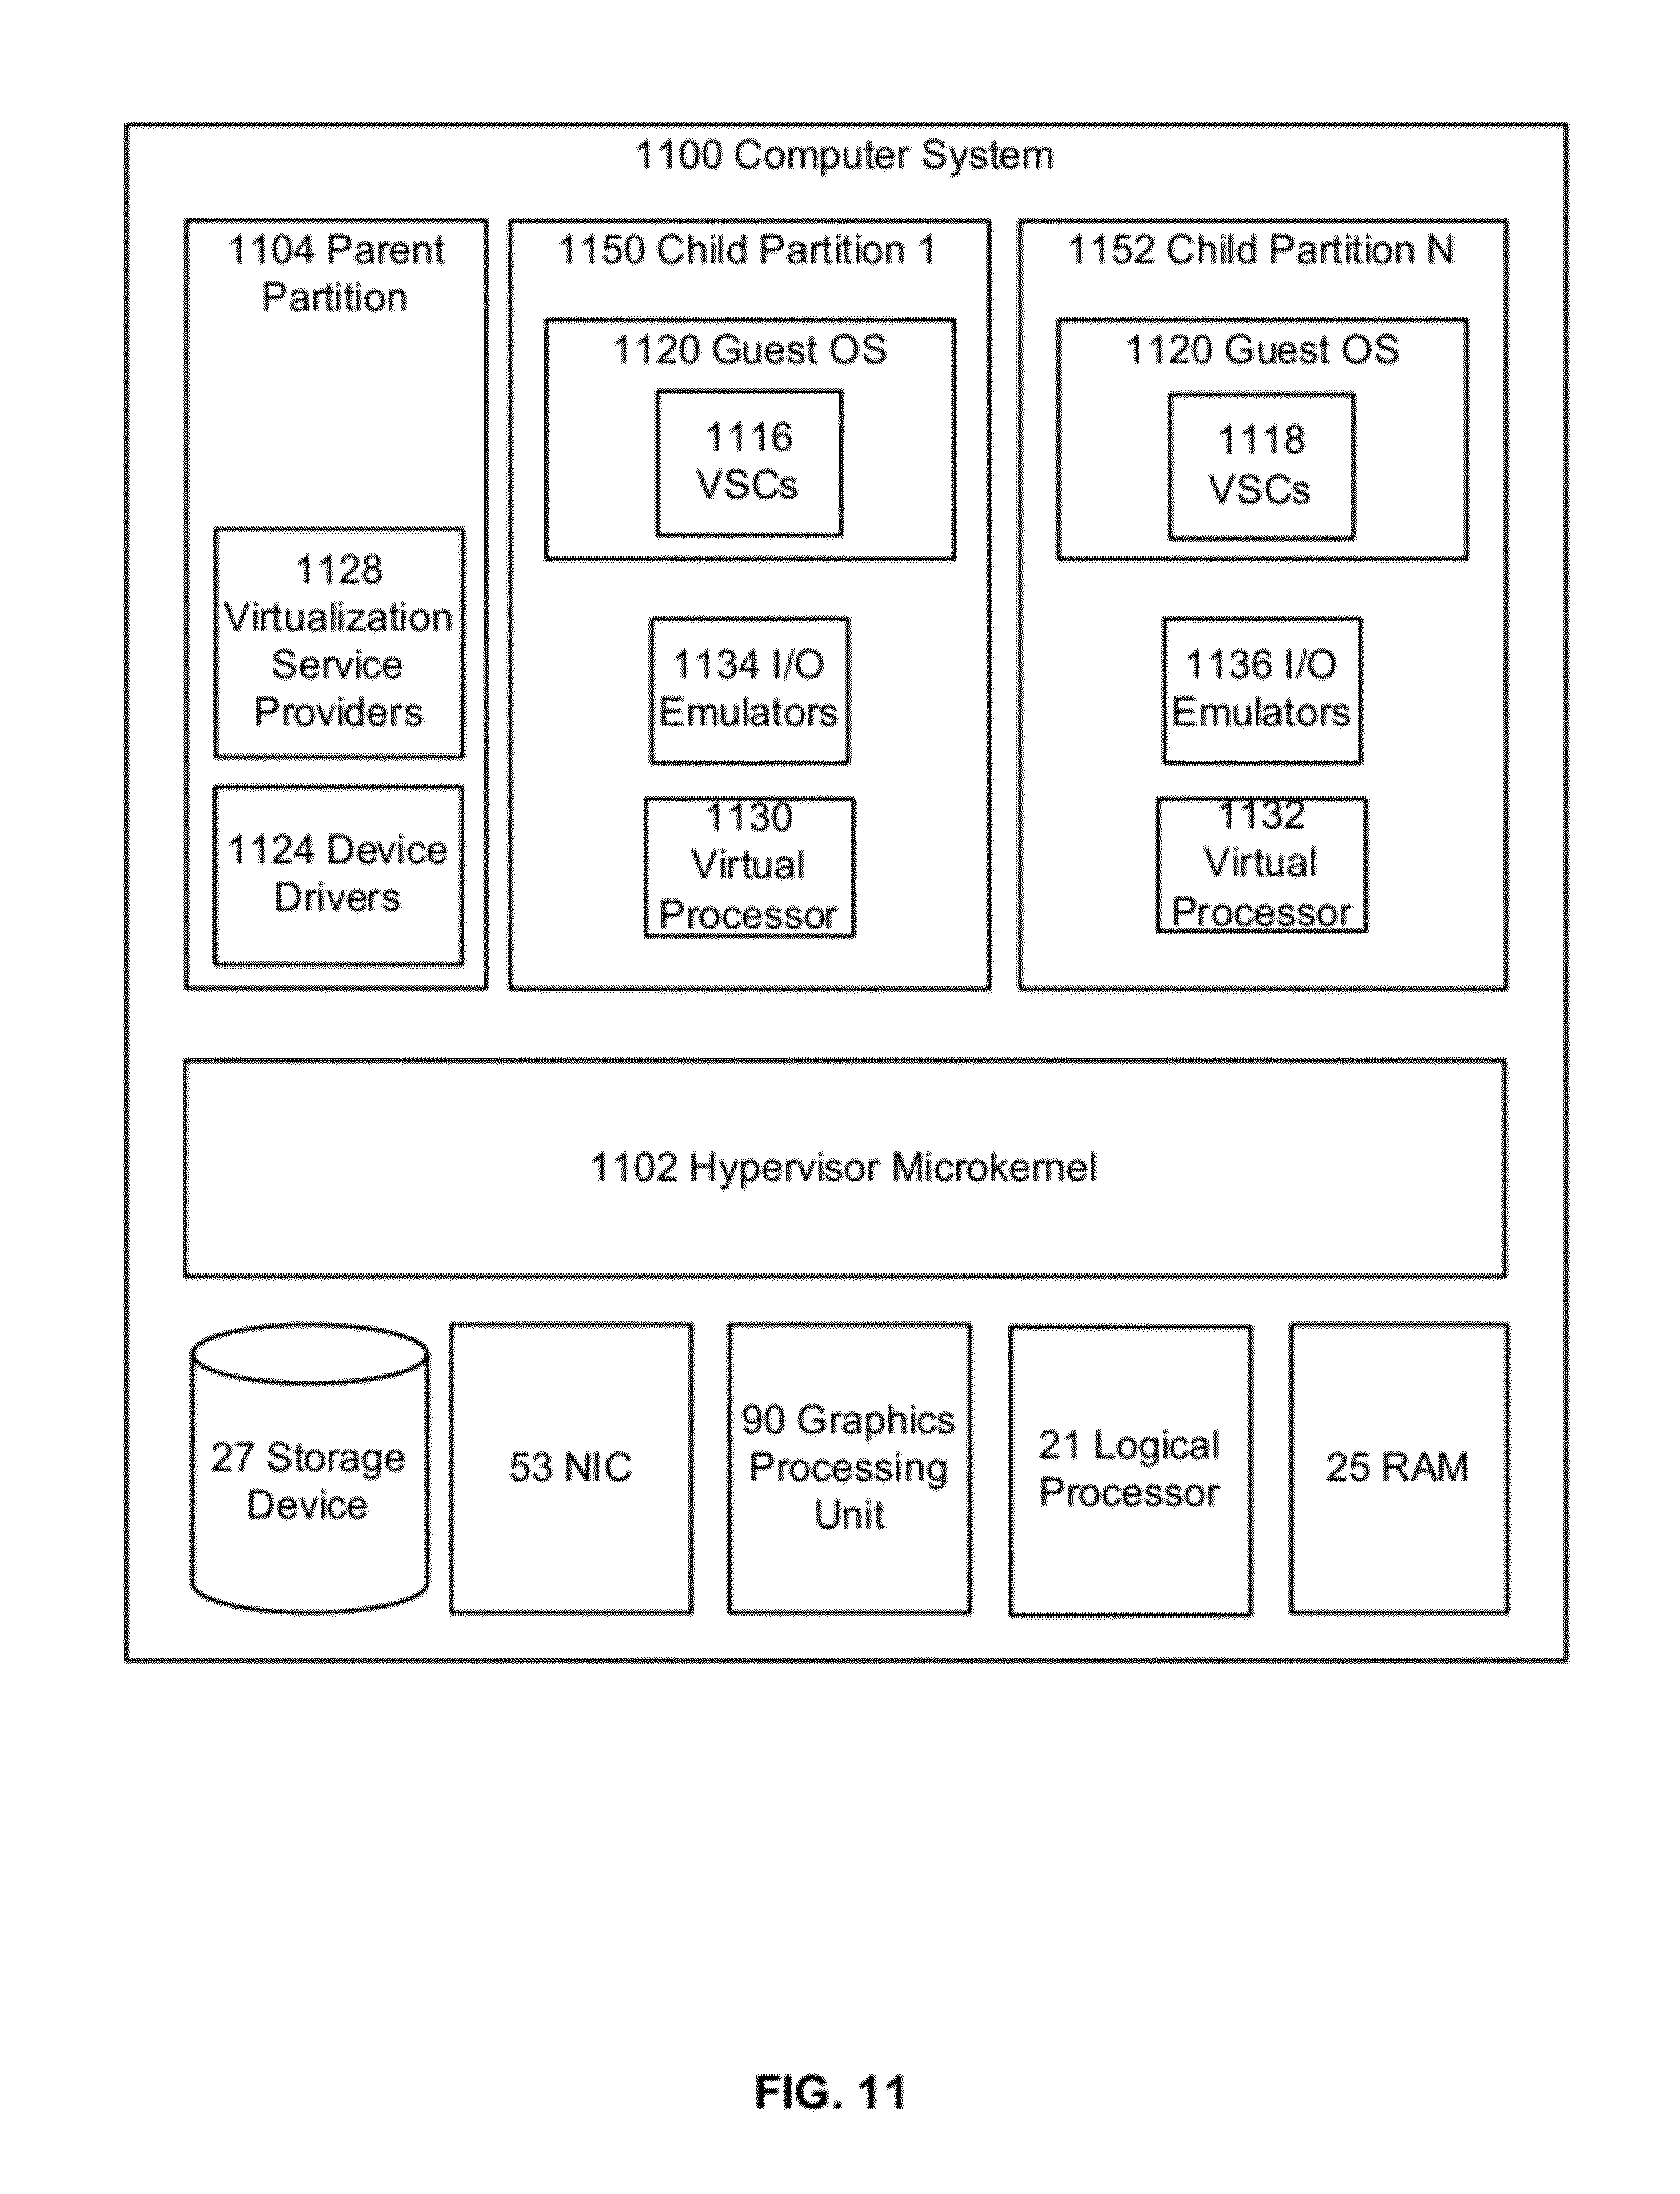 1100 Computer System
1104 Parent
Partition
1128
Virtualization
Service
Providers
1124 Device
Drivers
1150 Child Partition 1
1120 Guest OS
1116
VSCs
1134 I/O
Emulators
1130
Virtual
Processor
1152 Child Partition N
1120 Guest OS
1118
VSCs
1136 I/O
Emulators
1132
Virtual
Processor
1102 Hypervisor Microkernel
27 Storage
Device
53 NIC
90 Graphics
Processing
Unit
21 Logical
Processor
25 RAM
FIG. 11